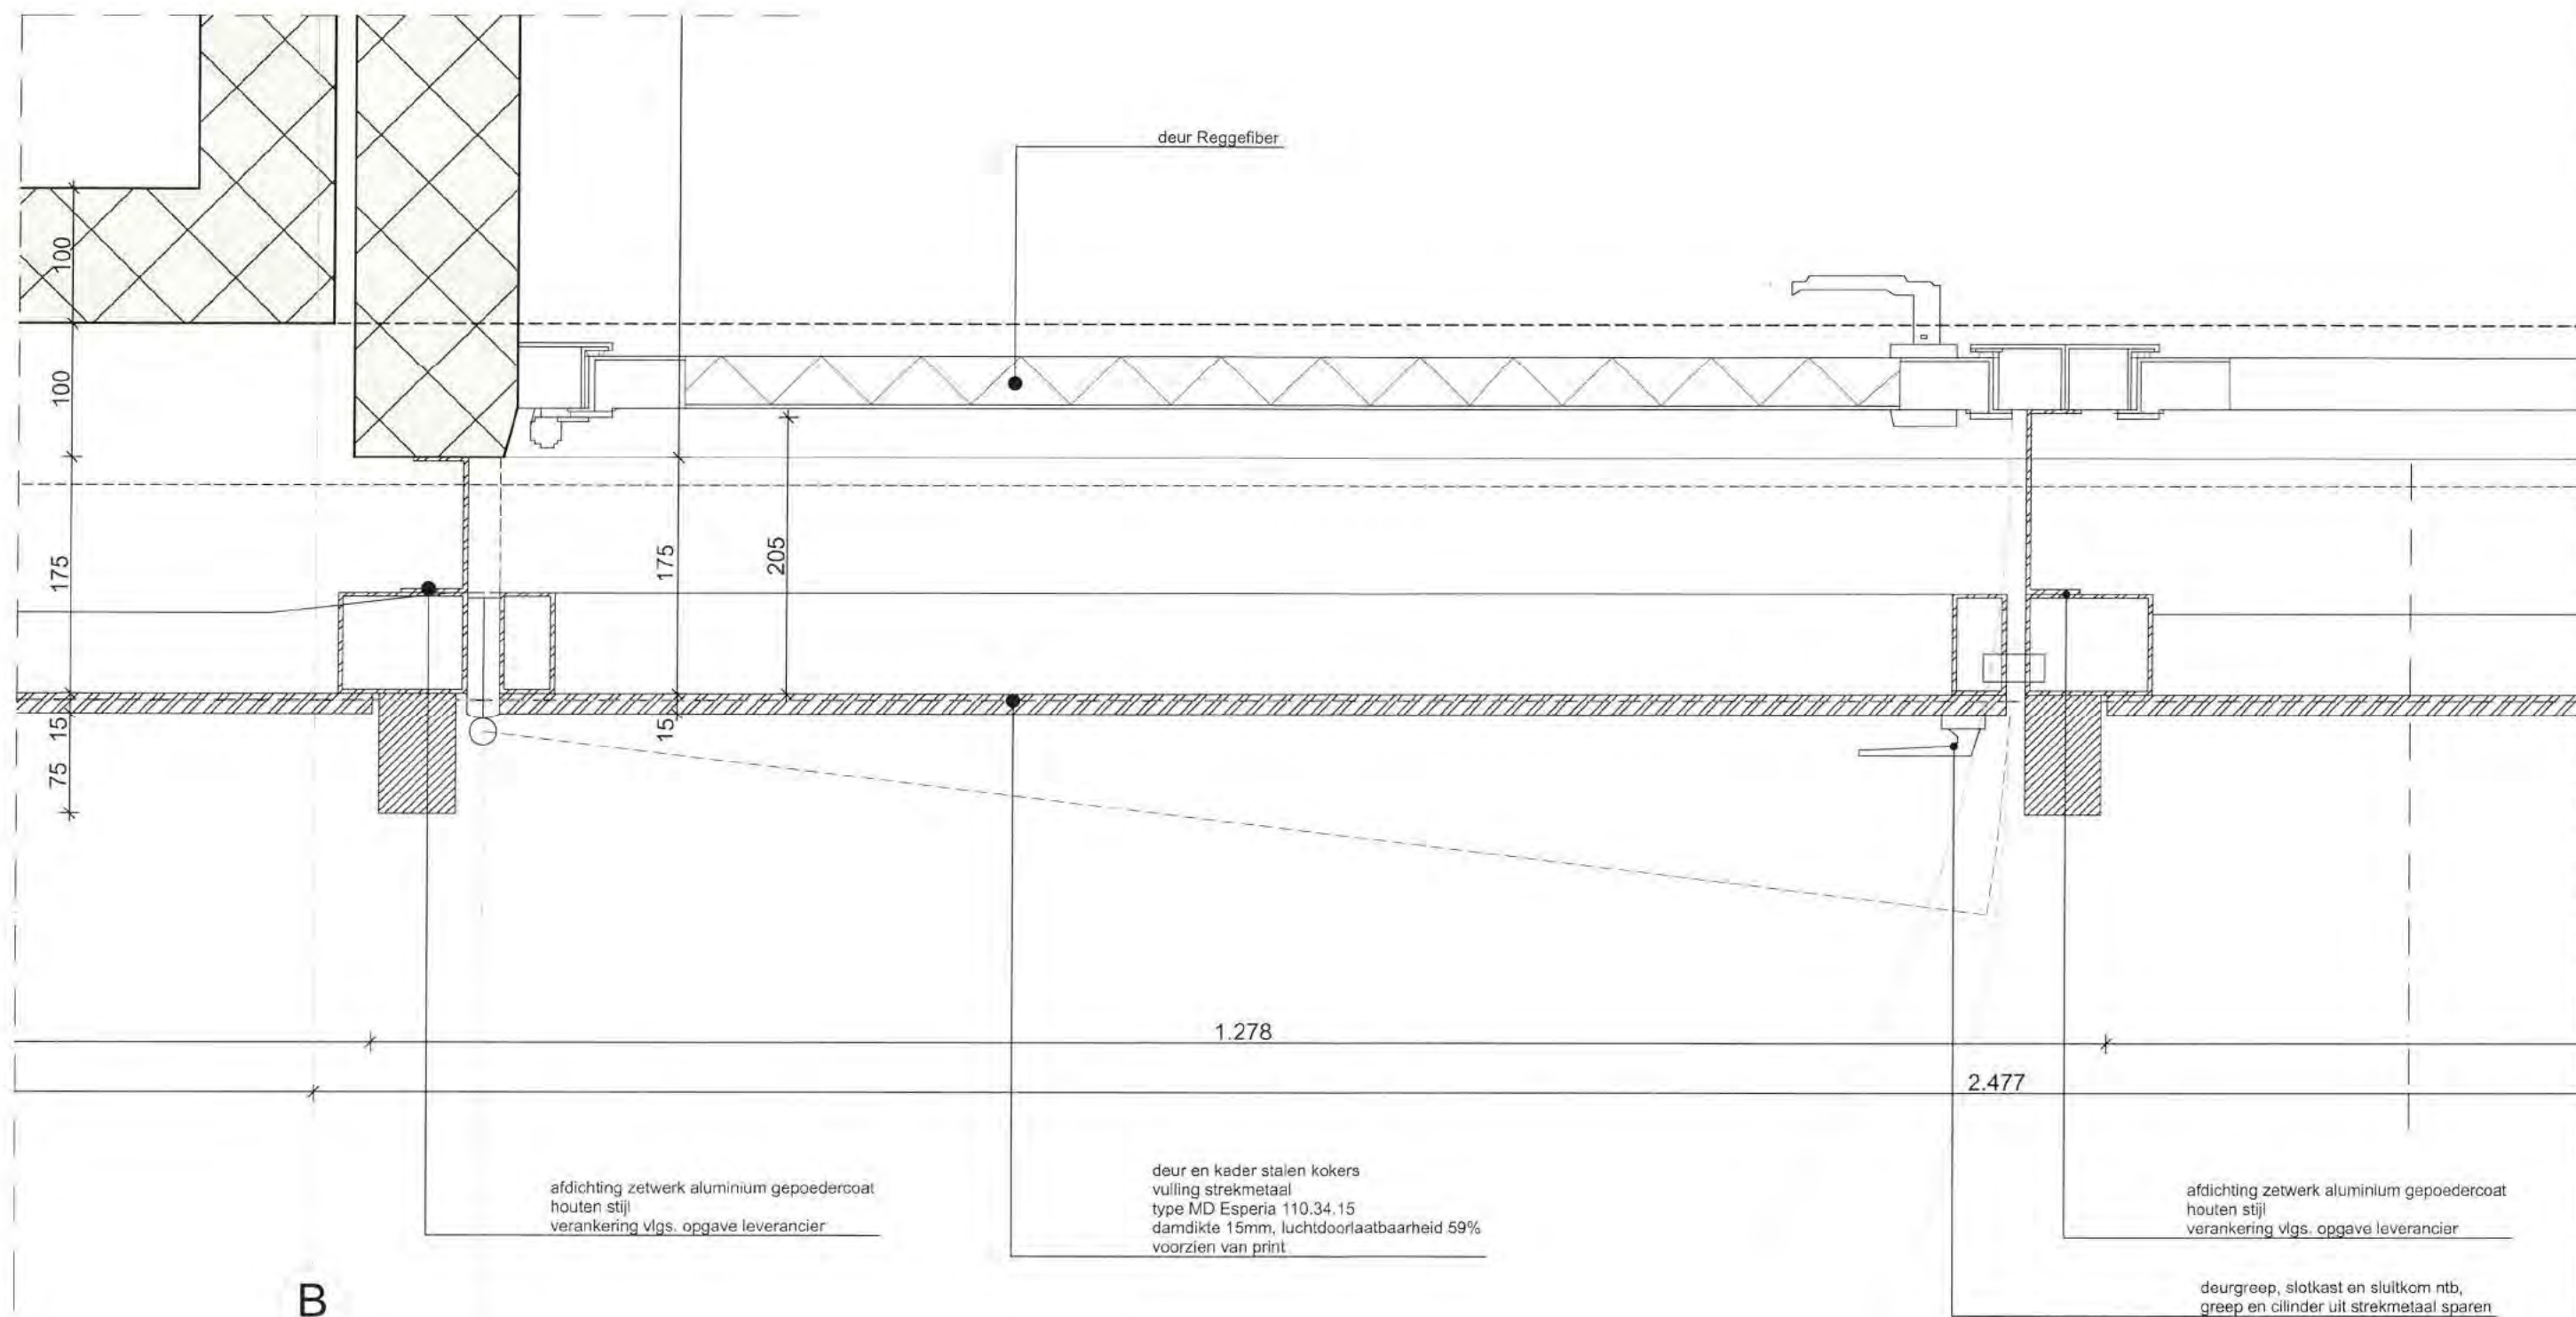 deur Reggefiber
100
100
175
15
75
175
205
15
1.278
2.477
afdichting zetwerk aluminium gepoedercoat
houten stijl
verankering vlgs. opgave leverancier
deur en kader stalen kokers
vulling strekmetaal
type MD Esperia 110.34.15
damdikte 15mm, luchtdoorlaatbaarheid 59%
voorzien van print
afdichting zetwerk aluminium gepoedercoat
houten stijl
verankering vlgs. opgave leverancier
deurgreep, slotkast en sluitkom ntb,
greep en cilinder uit strekmetaal sparen
B